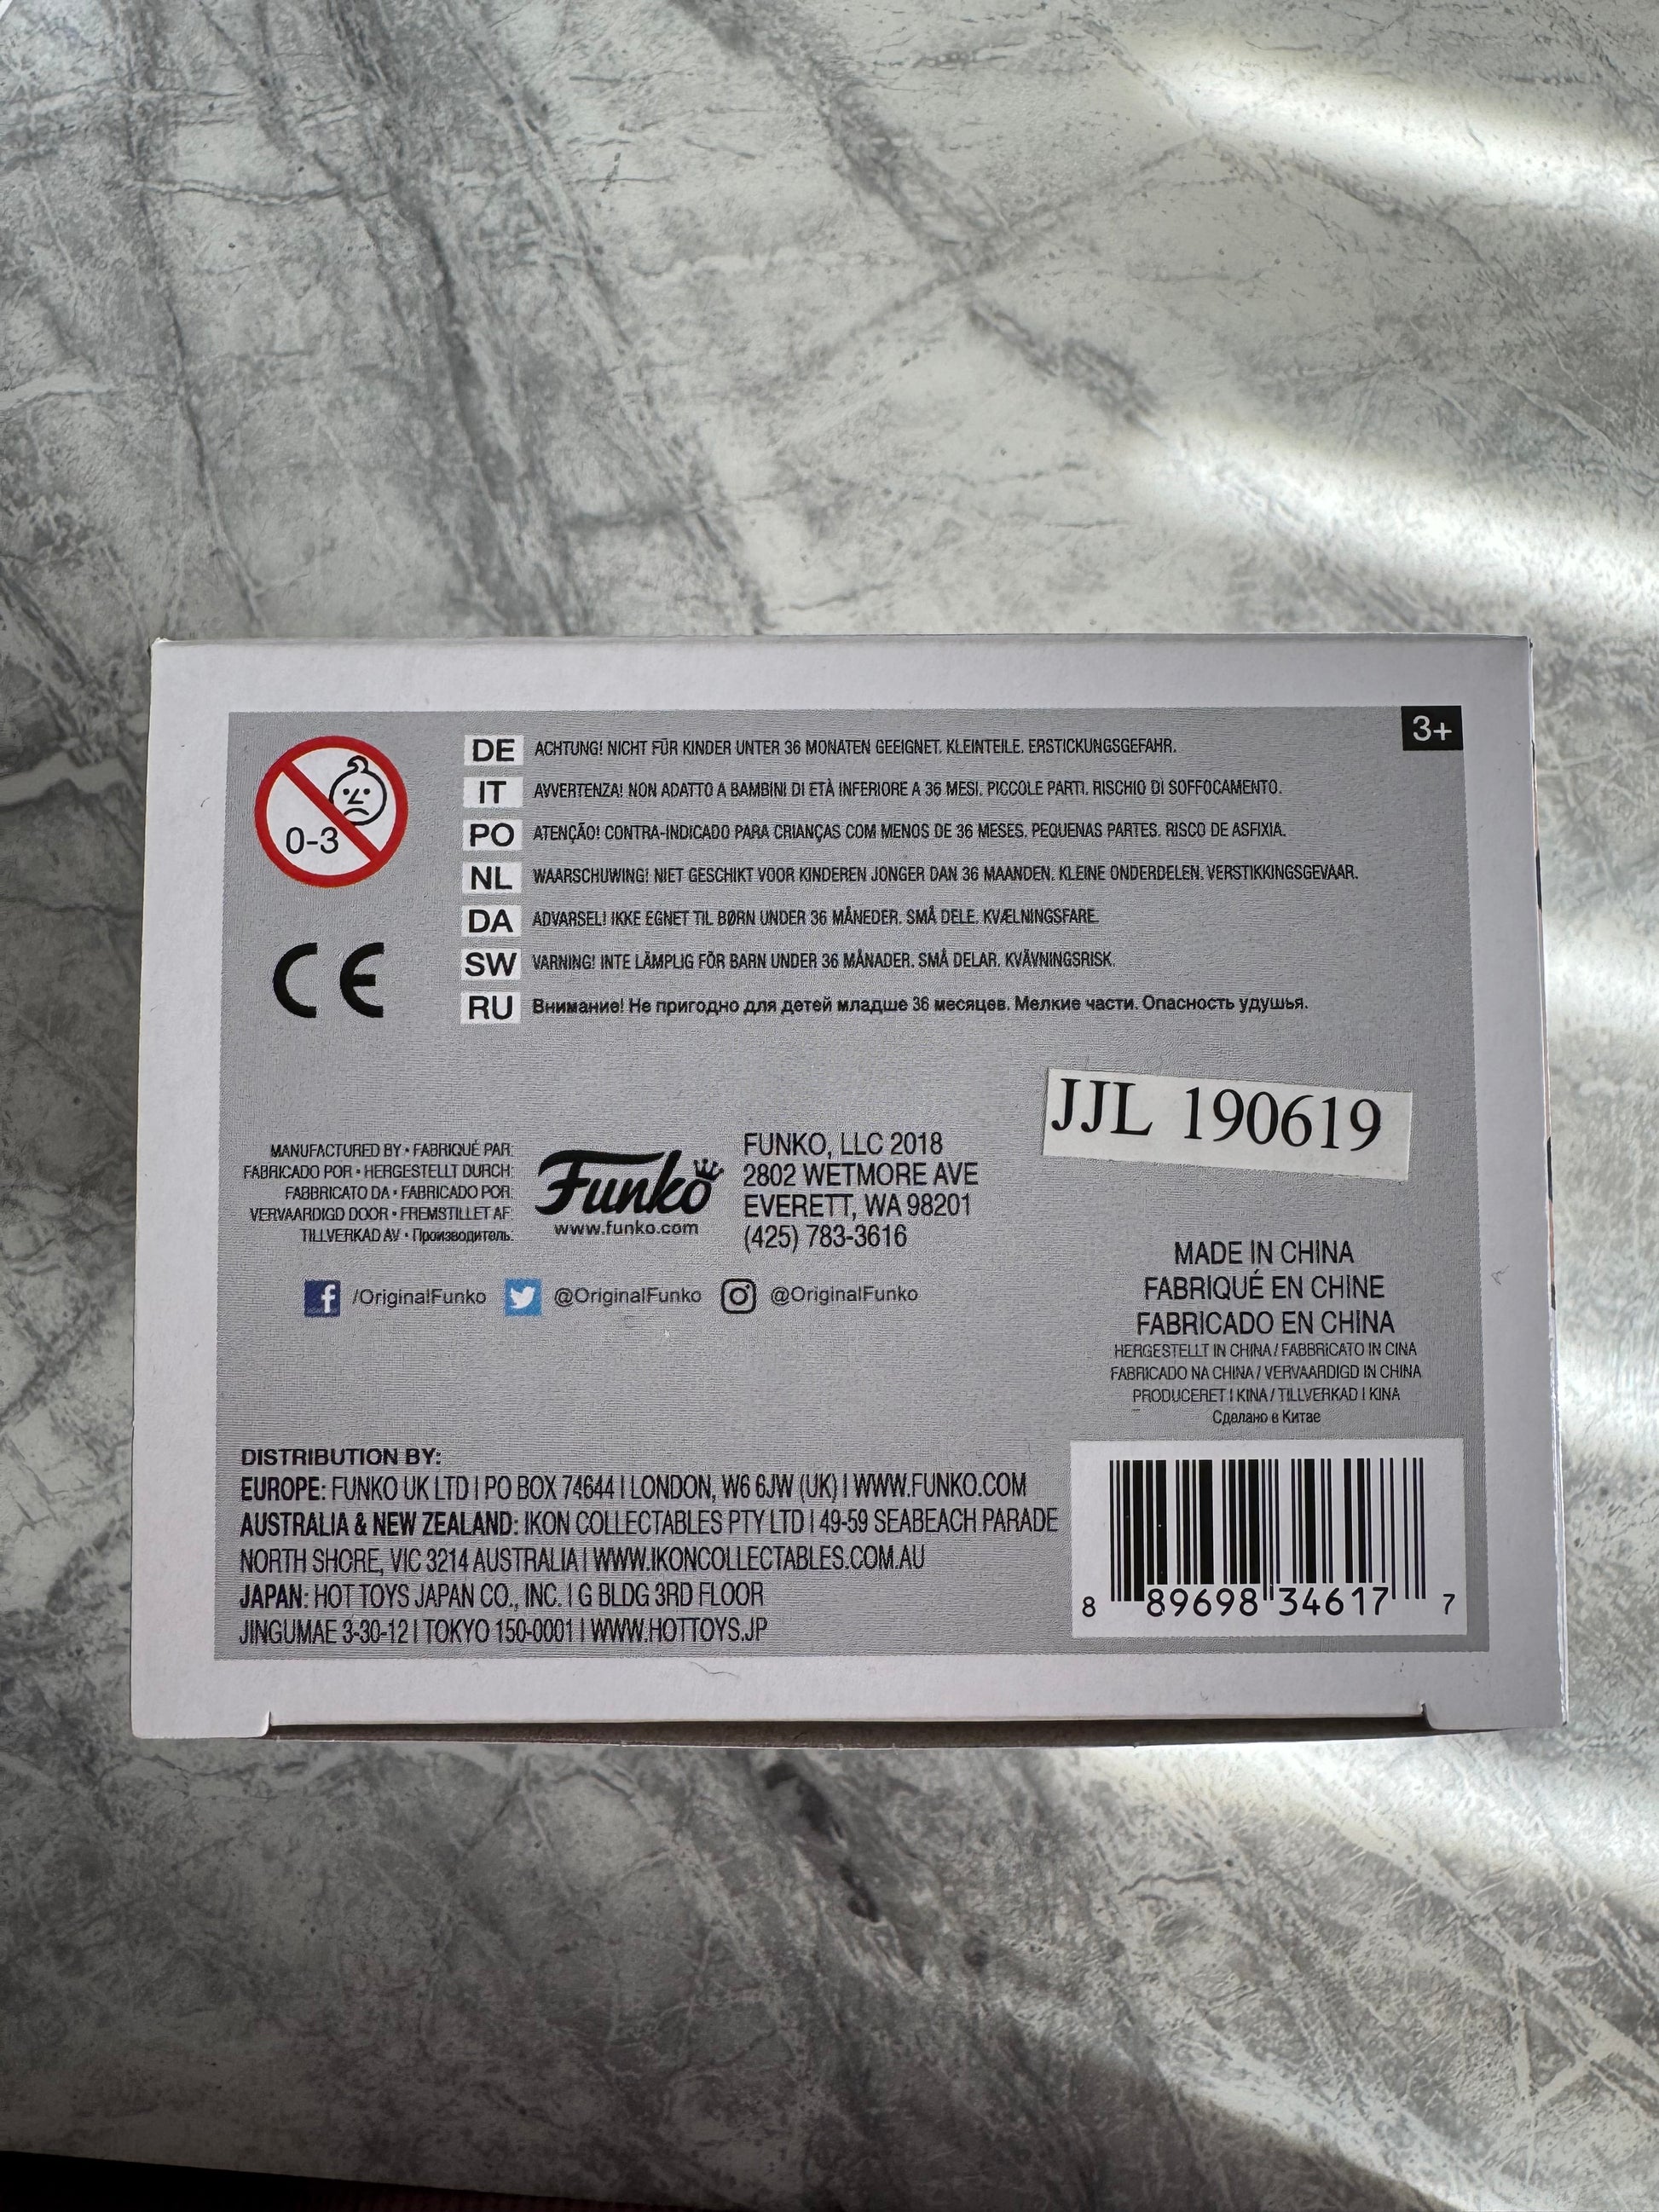 3+
0-3
DE ACHTUNG! NICHT FÜR KINDER UNTER 36 MONATEN GEEIGNET. KLEINTEILE. ERSTICKUNGSGEFAHR.
IT AVVERTENZA! NON ADATTO A BAMBINI DI ETÀ INFERIORE A 36 MESI. PICCOLE PARTI. RISCHIO DI SOFFOCAMENTO.
PO ATENÇÃO! CONTRA-INDICADO PARA CRIANÇAS COM MENOS DE 36 MESES. PEQUENAS PARTES. RISCO DE ASFIXIA.
NL WAARSCHUWING! NIET GESCHIKT VOOR KINDEREN JONGER DAN 36 MAANDEN. KLEINE ONDERDELEN. VERSTIKKINGSGEVAAR.
DA ADVARSEL! IKKE EGNET TIL BØRN UNDER 36 MÅNEDER. SMÅ DELE. KVÆLNINGSFARE.
SW VARNING! INTE LÄMPLIG FÖR BARN UNDER 36 MÅNADER. SMÅ DELAR. KVÄVNINGSRISK.
RU Внимание! Не пригодно для детей младше 36 месяцев. Мелкие части. Опасность удушья.
CE
JJL 190619
MANUFACTURED BY • FABRIQUÉ PAR:
FABRICADO POR • HERGESTELLT DURCH:
FABBRICATO DA • FABRICADO POR:
VERVAARDIGD DOOR • FREMSTILLET AF:
TILLVERKAD AV • Производитель:
Funko
www.funko.com
FUNKO, LLC 2018
2802 WETMORE AVE
EVERETT, WA 98201
(425) 783-3616
/OriginalFunko @OriginalFunko @OriginalFunko
MADE IN CHINA
FABRIQUÉ EN CHINE
FABRICADO EN CHINA
HERGESTELLT IN CHINA / FABBRICATO IN CINA
FABRICADO NA CHINA / VERVAARDIGD IN CHINA
PRODUCERET I KINA / TILLVERKAD I KINA
Сделано в Китае
DISTRIBUTION BY:
EUROPE: FUNKO UK LTD | PO BOX 74644 | LONDON, W6 6JW (UK) | WWW.FUNKO.COM
AUSTRALIA & NEW ZEALAND: IKON COLLECTABLES PTY LTD | 49-59 SEABEACH PARADE
NORTH SHORE, VIC 3214 AUSTRALIA | WWW.IKONCOLLECTABLES.COM.AU
JAPAN: HOT TOYS JAPAN CO., INC. | G BLDG 3RD FLOOR
JINGUMAE 3-30-12 | TOKYO 150-0001 | WWW.HOTTOYS.JP
8 89698 34617 7